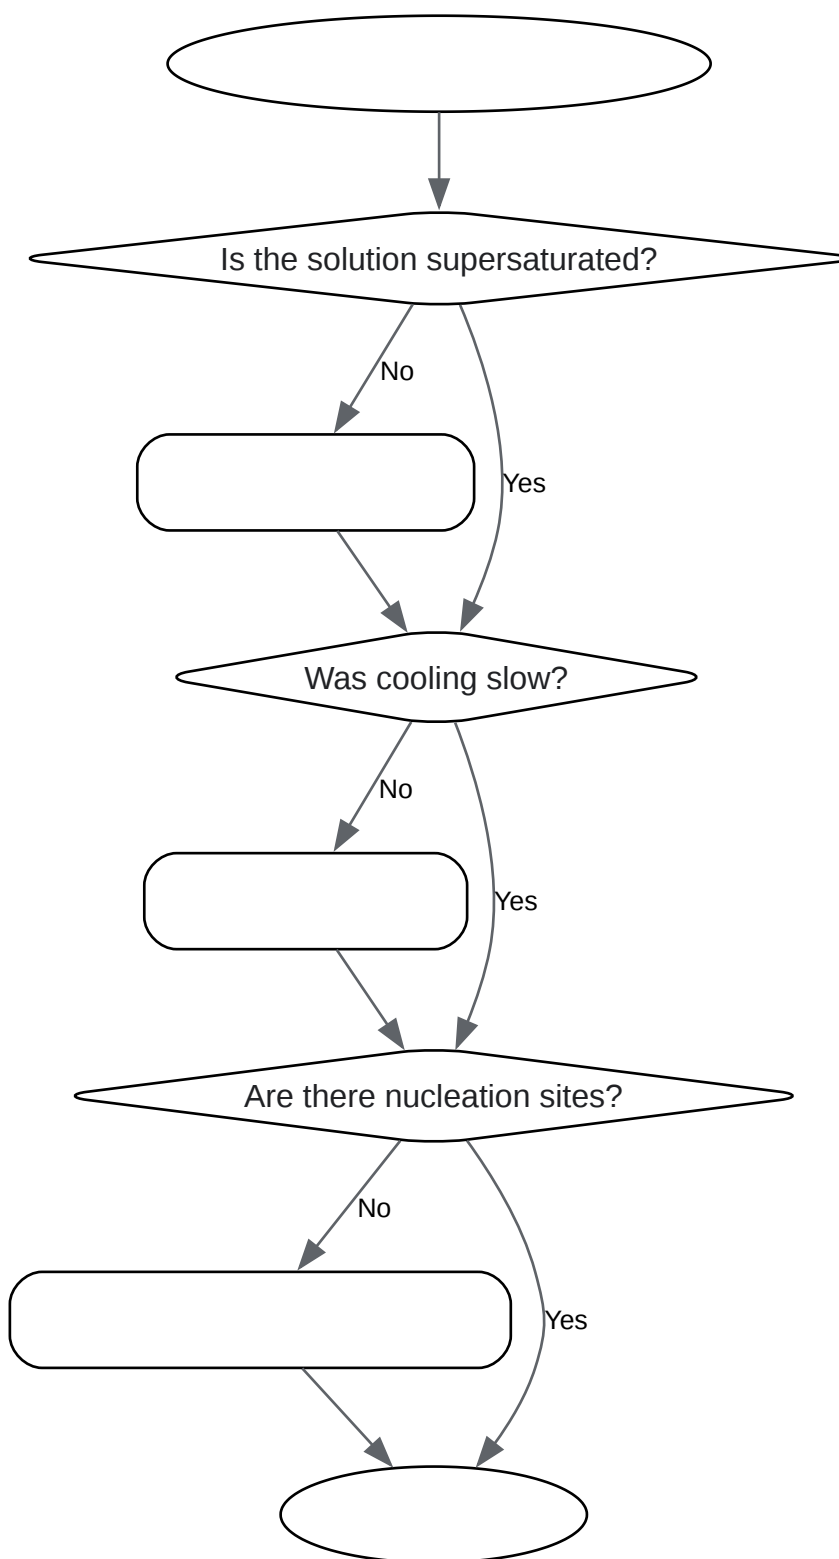 Is the solution supersaturated?
No
Yes
Was cooling slow?
No
Yes
Are there nucleation sites?
No
Yes